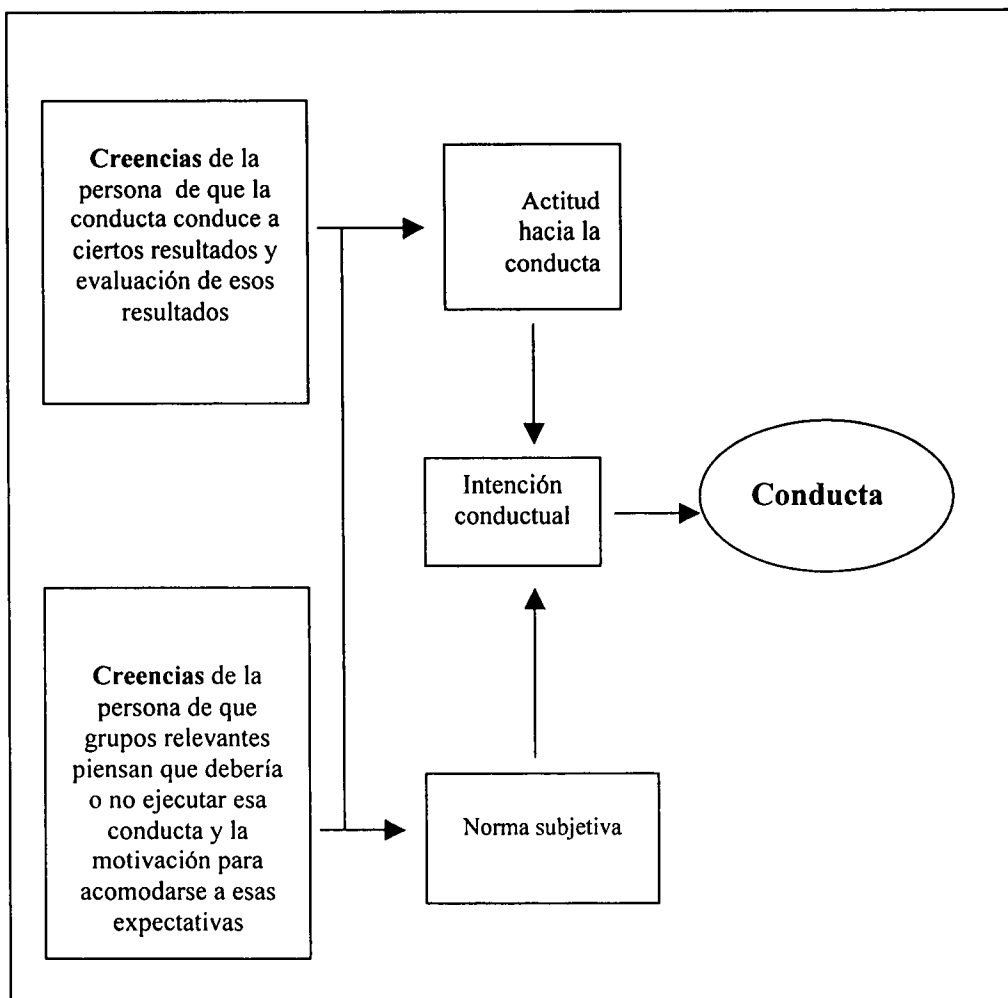 Creencias de la
persona de que la
conducta conduce a
ciertos resultados y
evaluación de esos
resultados
Actitud
hacia la
conducta
Intención
conductual
Conducta
Creencias de la
persona de que
grupos relevantes
piensan que debería
o no ejecutar esa
conducta y la
motivación para
acomodarse a esas
expectativas
Norma subjetiva